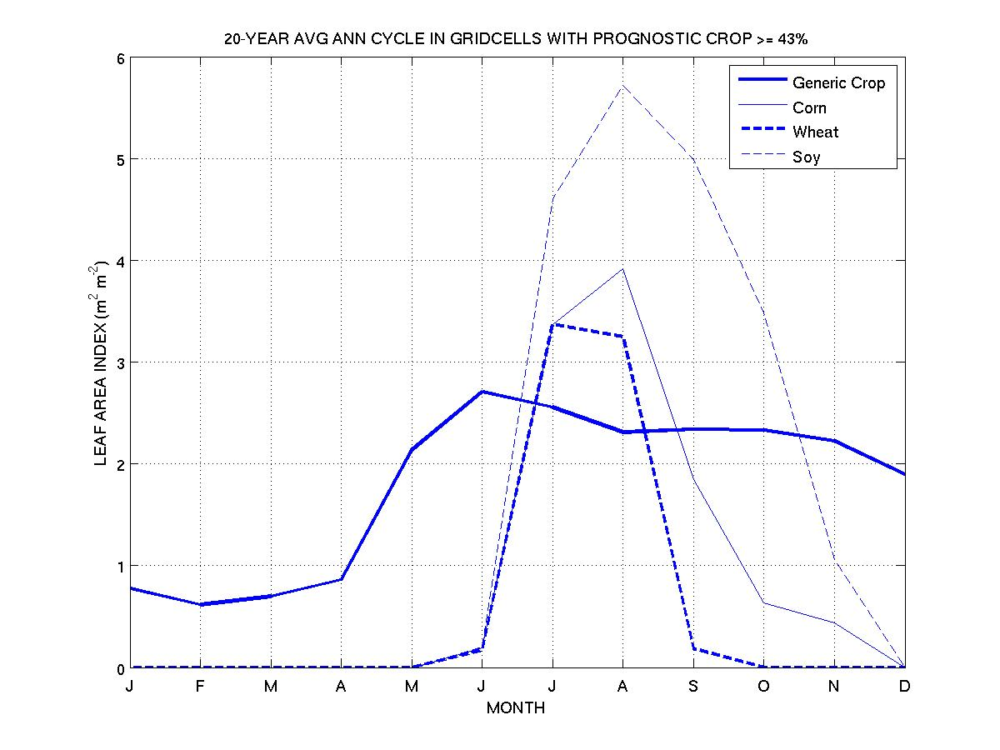 20-YEAR AVG ANN CYCLE IN GRIDCELLS WITH PROGNOSTIC CROP >= 43%
Generic Crop
Corn
Wheat
Soy
LEAF AREA INDEX (m² m⁻²)
6
5
4
3
2
1
0
J F M A M J J A S O N D
MONTH